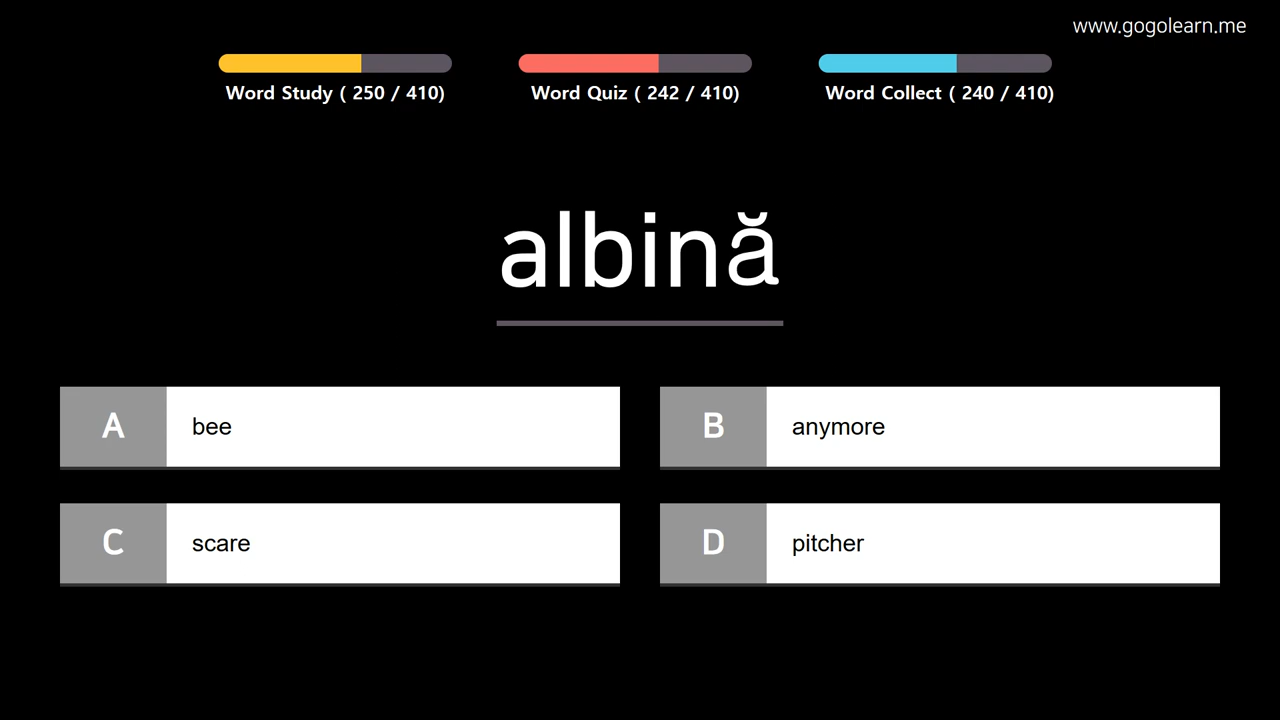 www.gogolearn.me
Word Study ( 250 / 410)
Word Quiz ( 242 / 410)
Word Collect ( 240 / 410)
albină
A bee
B anymore
C scare
D pitcher